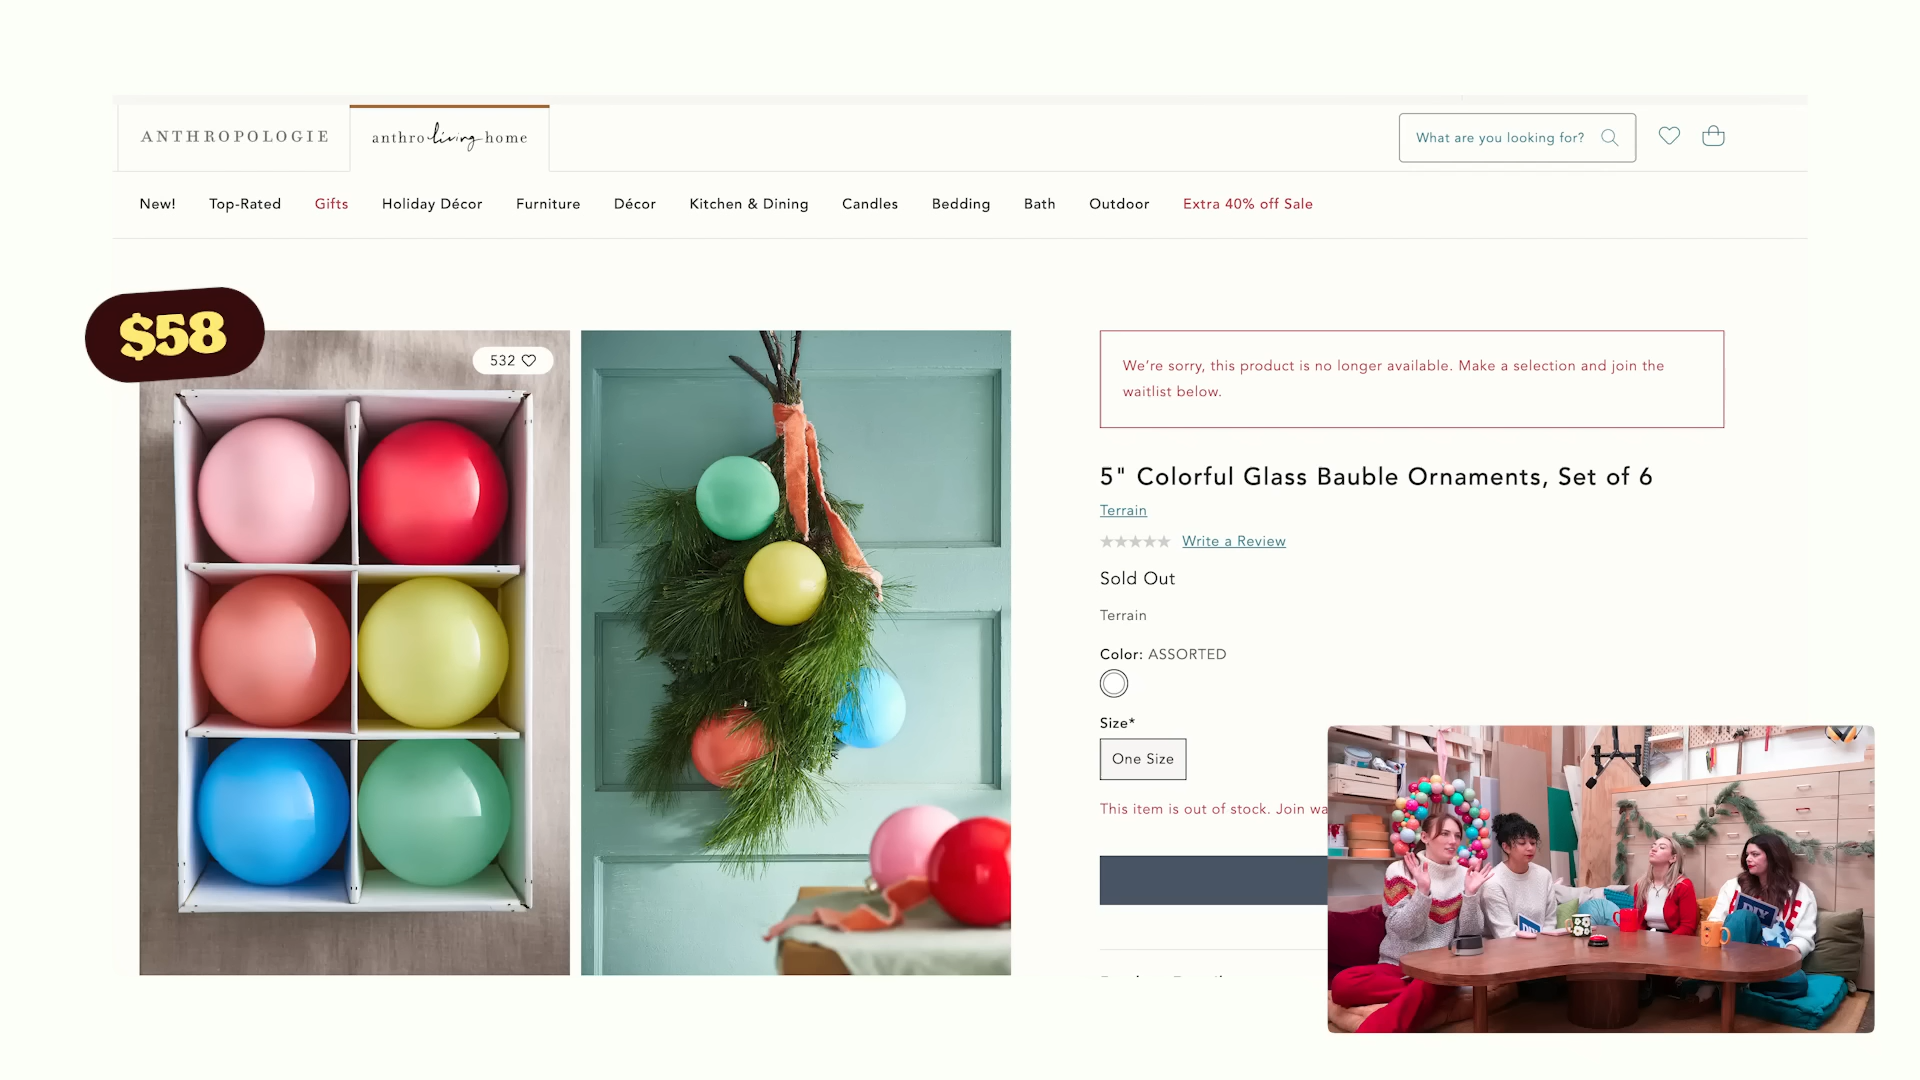 ANTHROPOLOGIE
anthro living home
What are you looking for?
New! Top-Rated Gifts Holiday Décor Furniture Décor Kitchen & Dining Candles Bedding Bath Outdoor Extra 40% off Sale
$58
532
We're sorry, this product is no longer available. Make a selection and join the
waitlist below.
5" Colorful Glass Bauble Ornaments, Set of 6
Terrain
Write a Review
Sold Out
Terrain
Color: ASSORTED
Size*
One Size
This item is out of stock. Join
DIY